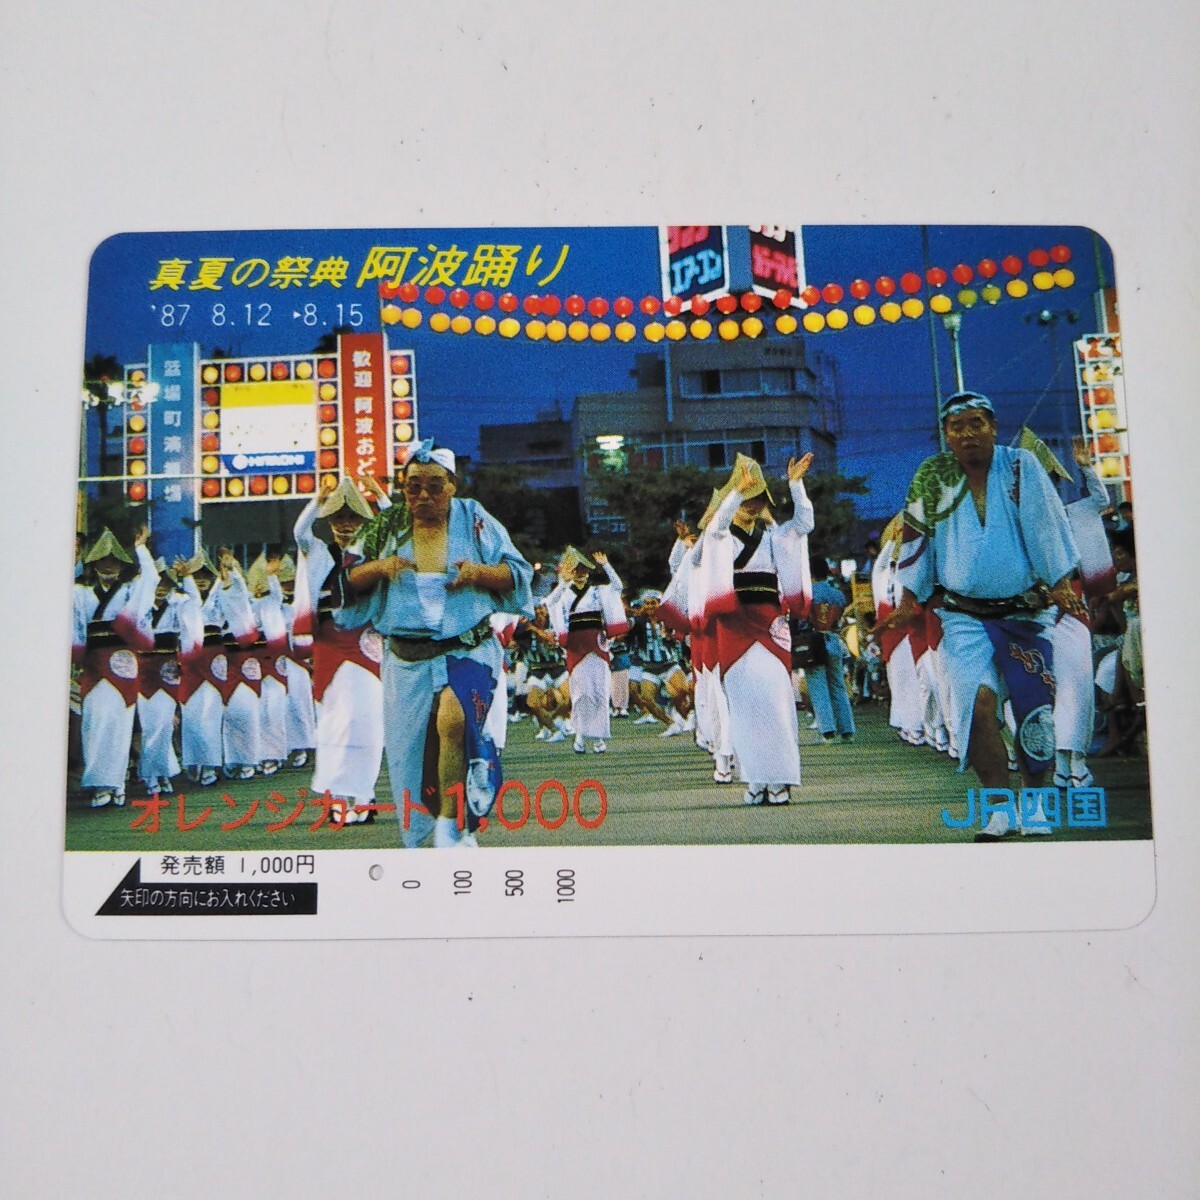 真夏の祭典 阿波踊り
'87 8.12 ▸8.15
エアーコン
藍場町演舞場
歓迎 阿波おど
HITACHI
オレンジカード1,000
JR四国
発売額 1,000円
矢印の方向にお入れください
0 100 500 1000